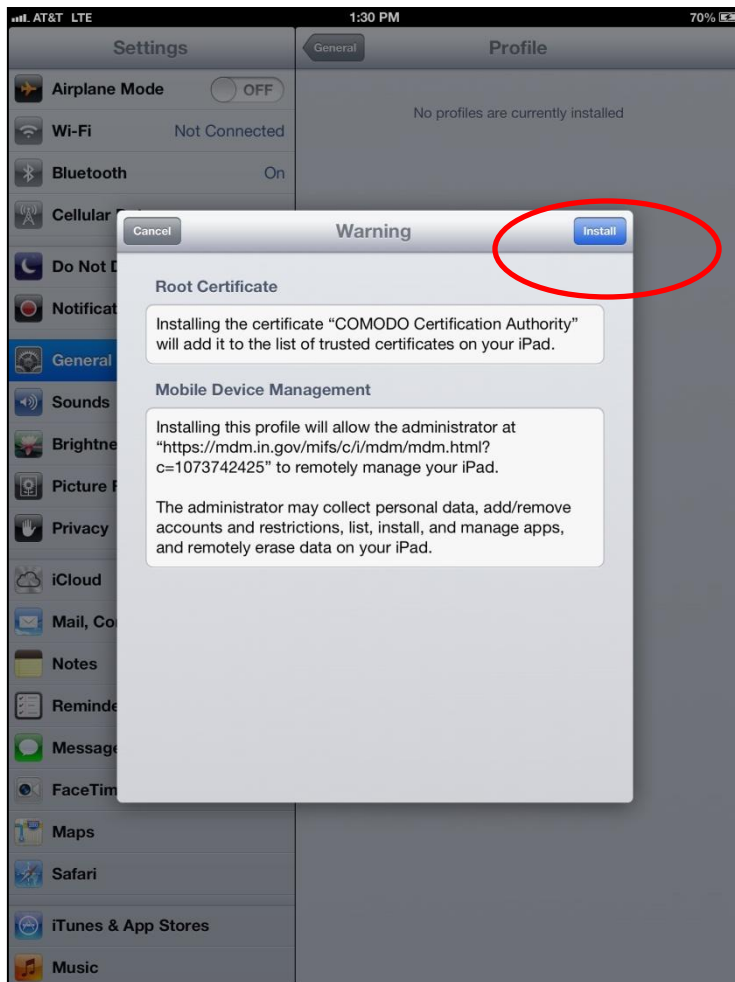 AT&T LTE 1:30 PM 70%
Settings
General
Profile
Airplane Mode OFF
No profiles are currently installed
Wi-Fi Not Connected
Bluetooth On
Cellular
Cancel
Warning
Install
Do Not D
Root Certificate
Notificat
Installing the certificate “COMODO Certification Authority”
will add it to the list of trusted certificates on your iPad.
General
Mobile Device Management
Sounds
Installing this profile will allow the administrator at
“https://mdm.in.gov/mifs/c/i/mdm/mdm.html?
c=1073742425” to remotely manage your iPad.
Brightne
Picture F
The administrator may collect personal data, add/remove
accounts and restrictions, list, install, and manage apps,
and remotely erase data on your iPad.
Privacy
iCloud
Mail, Co
Notes
Reminde
Message
FaceTim
Maps
Safari
iTunes & App Stores
Music